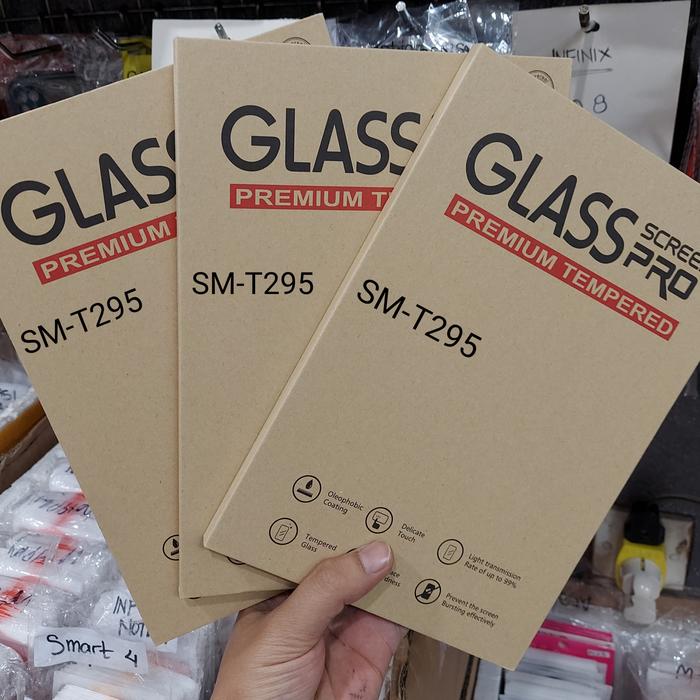 GLASS
PREMIUM
SM-T295
GLASS
PREMIUM
SM-T295
GLASS
SCREE
PRO
PREMIUM TEMPERED
SM-T295
Oleophobic
Coating
Delicate
Touch
Tempered
Glass
Light transmission
Rate of up to 99%
Prevent the screen
Bursting effectively
INFINIX
8
Smart 4